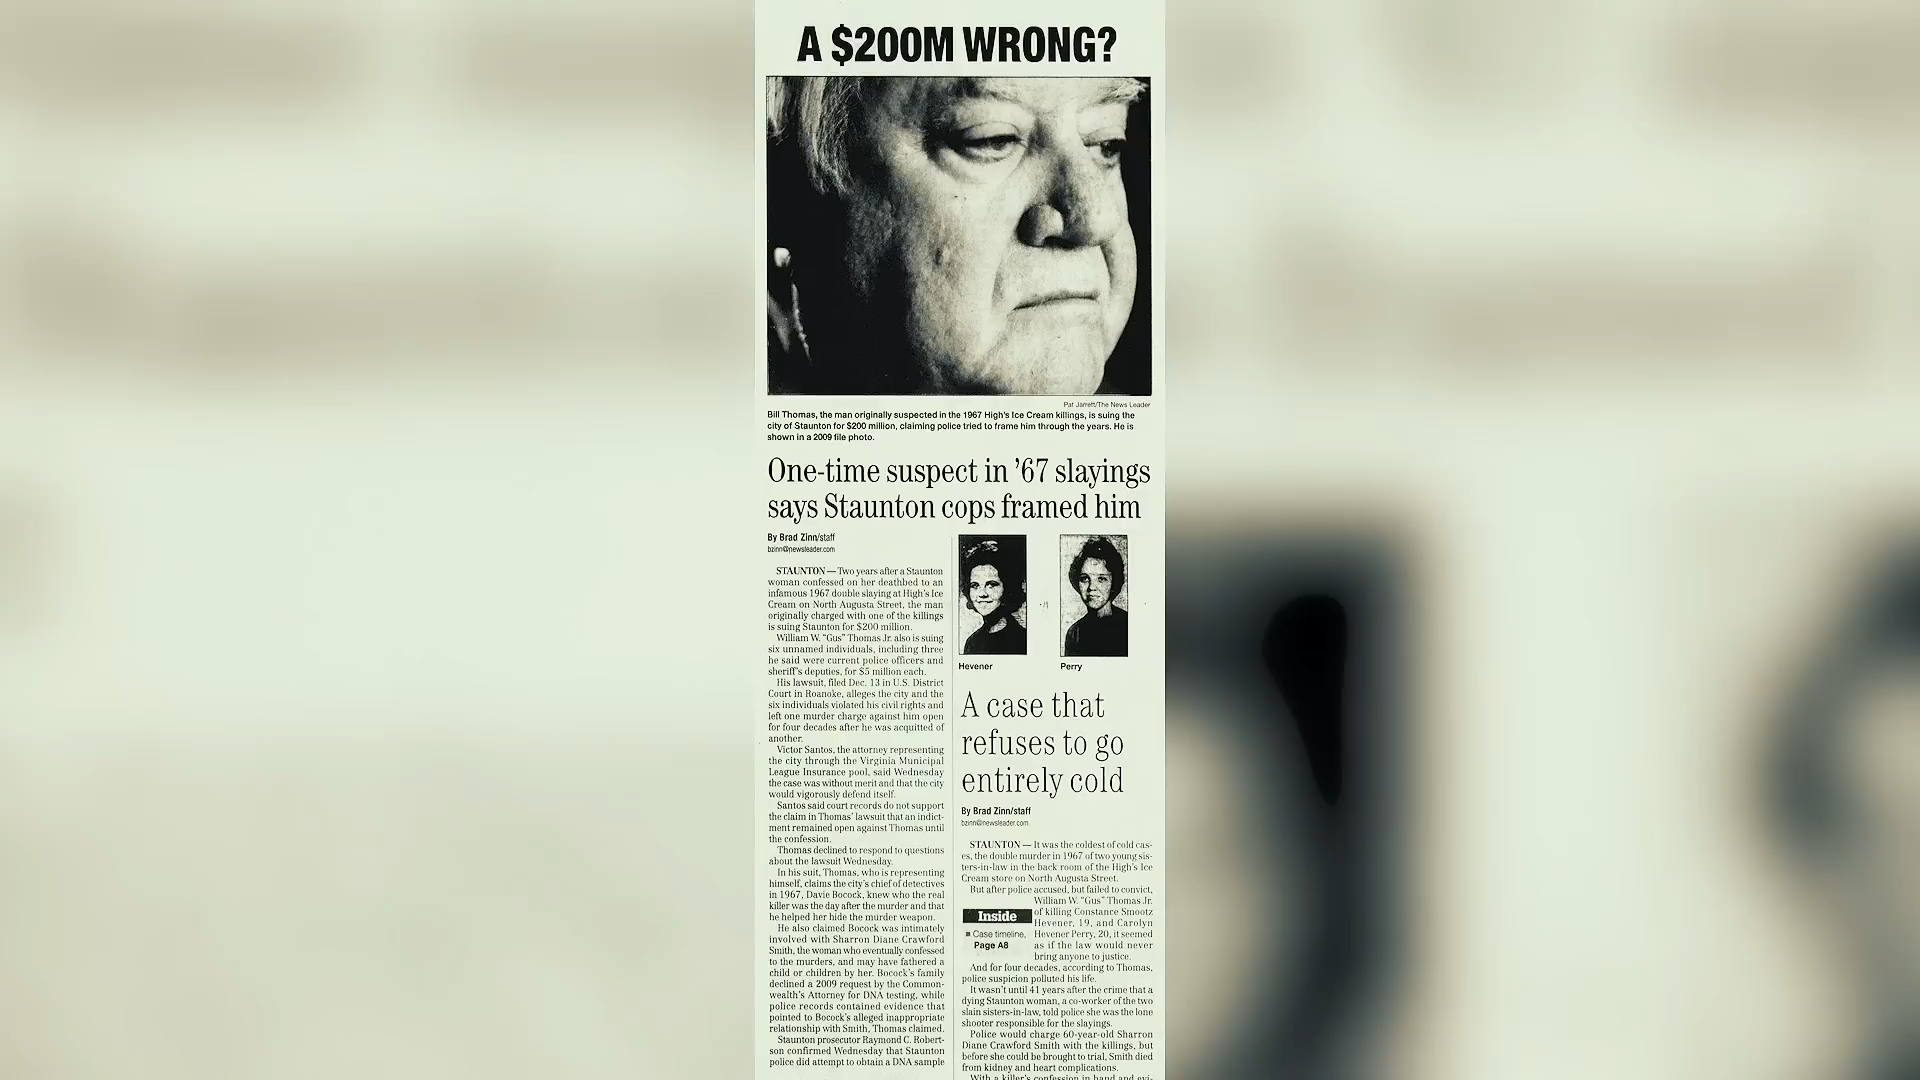 A $200M WRONG?
Pat Jarrett/The News Leader
Bill Thomas, the man originally suspected in the 1967 High's Ice Cream killings, is suing the
city of Staunton for $200 million, claiming police tried to frame him through the years. He is
shown in a 2009 file photo.
One-time suspect in '67 slayings
says Staunton cops framed him
By Brad Zinn/staff
bzinn@newsleader.com
STAUNTON — Two years after a Staunton
woman confessed on her deathbed to an
infamous 1967 double slaying at High's Ice
Cream on North Augusta Street, the man
originally charged with one of the killings
is suing Staunton for $200 million.
William W. “Gus” Thomas Jr. also is suing
six unnamed individuals, including three
he said were current police officers and
sheriff's deputies, for $5 million each.
His lawsuit, filed Dec. 13 in U.S. District
Court in Roanoke, alleges the city and the
six individuals violated his civil rights and
left one murder charge against him open
for four decades after he was acquitted of
another.
Victor Santos, the attorney representing
the city through the Virginia Municipal
League Insurance pool, said Wednesday
the case was without merit and that the city
would vigorously defend itself.
Santos said court records do not support
the claim in Thomas' lawsuit that an indict-
ment remained open against Thomas until
the confession.
Thomas declined to respond to questions
about the lawsuit Wednesday.
In his suit, Thomas, who is representing
himself, claims the city's chief of detectives
in 1967, Davie Bocock, knew who the real
killer was the day after the murder and that
he helped her hide the murder weapon.
He also claimed Bocock was intimately
involved with Sharron Diane Crawford
Smith, the woman who eventually confessed
to the murders, and may have fathered a
child or children by her. Bocock's family
declined a 2009 request by the Common-
wealth's Attorney for DNA testing, while
police records contained evidence that
pointed to Bocock's alleged inappropriate
relationship with Smith, Thomas claimed.
Staunton prosecutor Raymond C. Robert-
son confirmed Wednesday that Staunton
police did attempt to obtain a DNA sample
Hevener
Perry
A case that
refuses to go
entirely cold
By Brad Zinn/staff
bzinn@newsleader.com
STAUNTON — It was the coldest of cold cas-
es, the double murder in 1967 of two young sis-
ters-in-law in the back room of the High's Ice
Cream store on North Augusta Street.
But after police accused, but failed to convict,
William W. “Gus” Thomas Jr.
of killing Constance Smootz
Hevener, 19, and Carolyn
Hevener Perry, 20, it seemed
as if the law would never
bring anyone to justice.
Inside
■ Case timeline,
Page A8
And for four decades, according to Thomas,
police suspicion polluted his life.
It wasn't until 41 years after the crime that a
dying Staunton woman, a co-worker of the two
slain sisters-in-law, told police she was the lone
shooter responsible for the slayings.
Police would charge 60-year-old Sharron
Diane Crawford Smith with the killings, but
before she could be brought to trial, Smith died
from kidney and heart complications.
With a killer's confession in hand and evi-